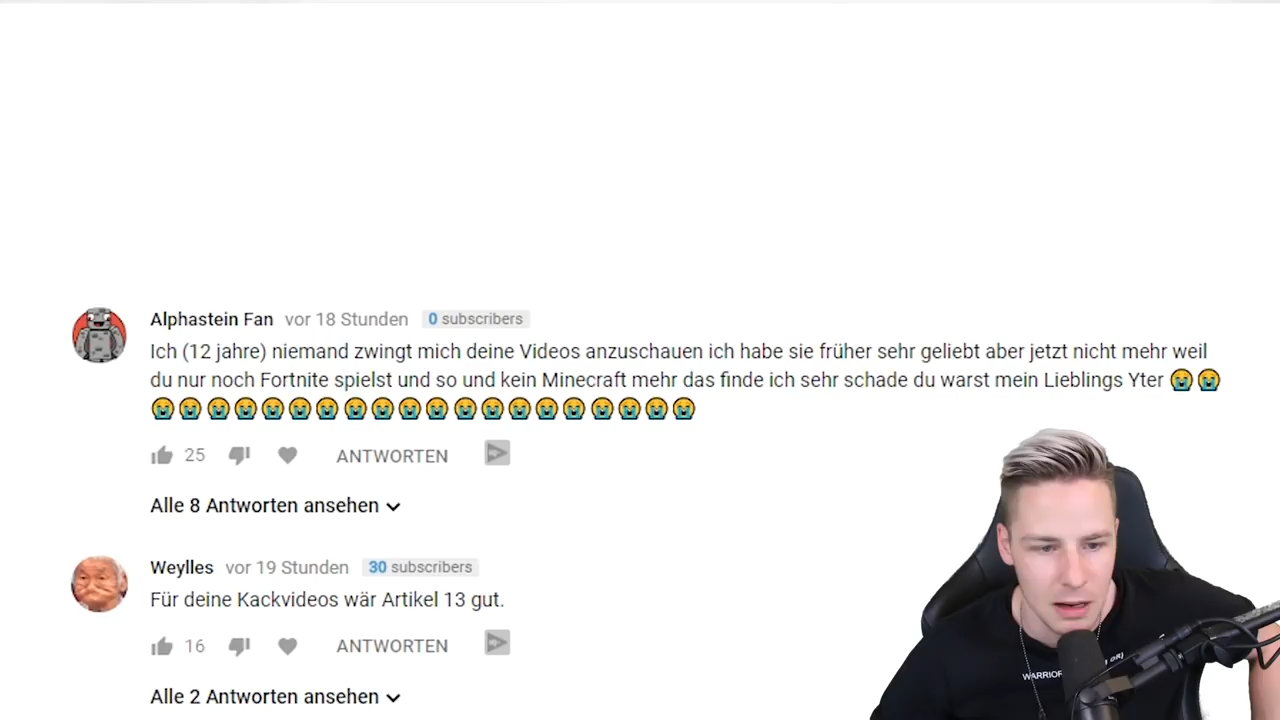 Alphastein Fan vor 18 Stunden 0 subscribers
Ich (12 jahre) niemand zwingt mich deine Videos anzuschauen ich habe sie früher sehr geliebt aber jetzt nicht mehr weil
du nur noch Fortnite spielst und so und kein Minecraft mehr das finde ich sehr schade du warst mein Lieblings Yter 😭😭
😭😭😭😭😭😭😭😭😭😭😭😭😭😭😭😭😭😭😭😭
25 ANTWORTEN
Alle 8 Antworten ansehen
Weylles vor 19 Stunden 30 subscribers
Für deine Kackvideos wär Artikel 13 gut.
16 ANTWORTEN
Alle 2 Antworten ansehen
WARRIOR